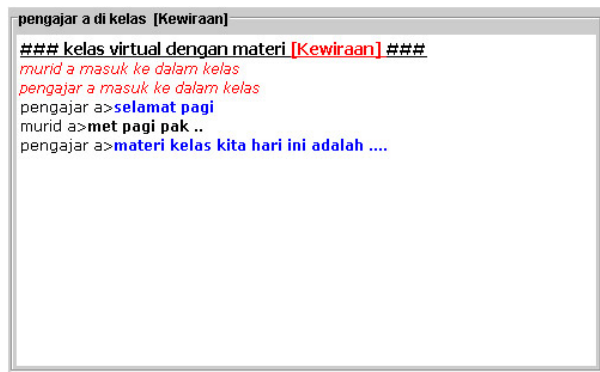 pengajar a di kelas [Kewiraan]
### kelas virtual dengan materi [Kewiraan] ###
murid a masuk ke dalam kelas
pengajar a masuk ke dalam kelas
pengajar a>selamat pagi
murid a>met pagi pak ..
pengajar a>materi kelas kita hari ini adalah ....